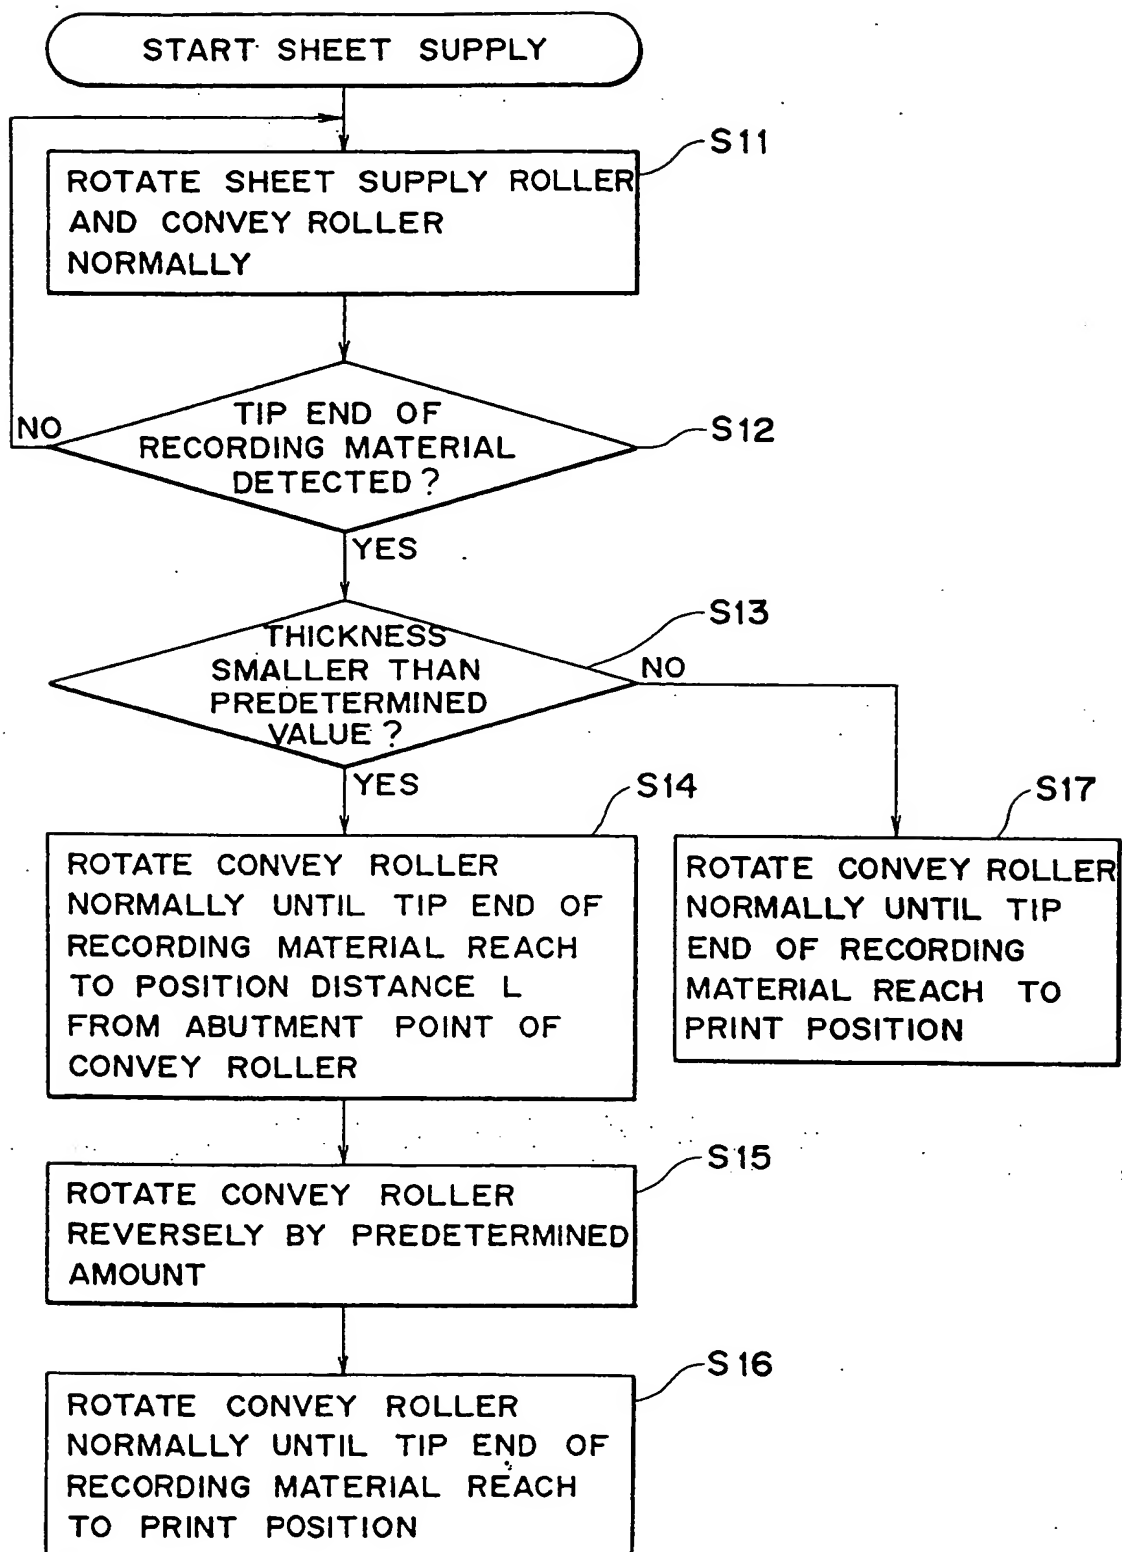 START SHEET SUPPLY
S11
ROTATE SHEET SUPPLY ROLLER
AND CONVEY ROLLER
NORMALLY
NO
TIP END OF
RECORDING MATERIAL
DETECTED?
S12
YES
S13
THICKNESS
SMALLER THAN
PREDETERMINED
VALUE?
NO
YES
S14
ROTATE CONVEY ROLLER
NORMALLY UNTIL TIP END OF
RECORDING MATERIAL REACH
TO POSITION DISTANCE L
FROM ABUTMENT POINT OF
CONVEY ROLLER
S17
ROTATE CONVEY ROLLER
NORMALLY UNTIL TIP
END OF RECORDING
MATERIAL REACH TO
PRINT POSITION
S15
ROTATE CONVEY ROLLER
REVERSELY BY PREDETERMINED
AMOUNT
S16
ROTATE CONVEY ROLLER
NORMALLY UNTIL TIP END OF
RECORDING MATERIAL REACH
TO PRINT POSITION